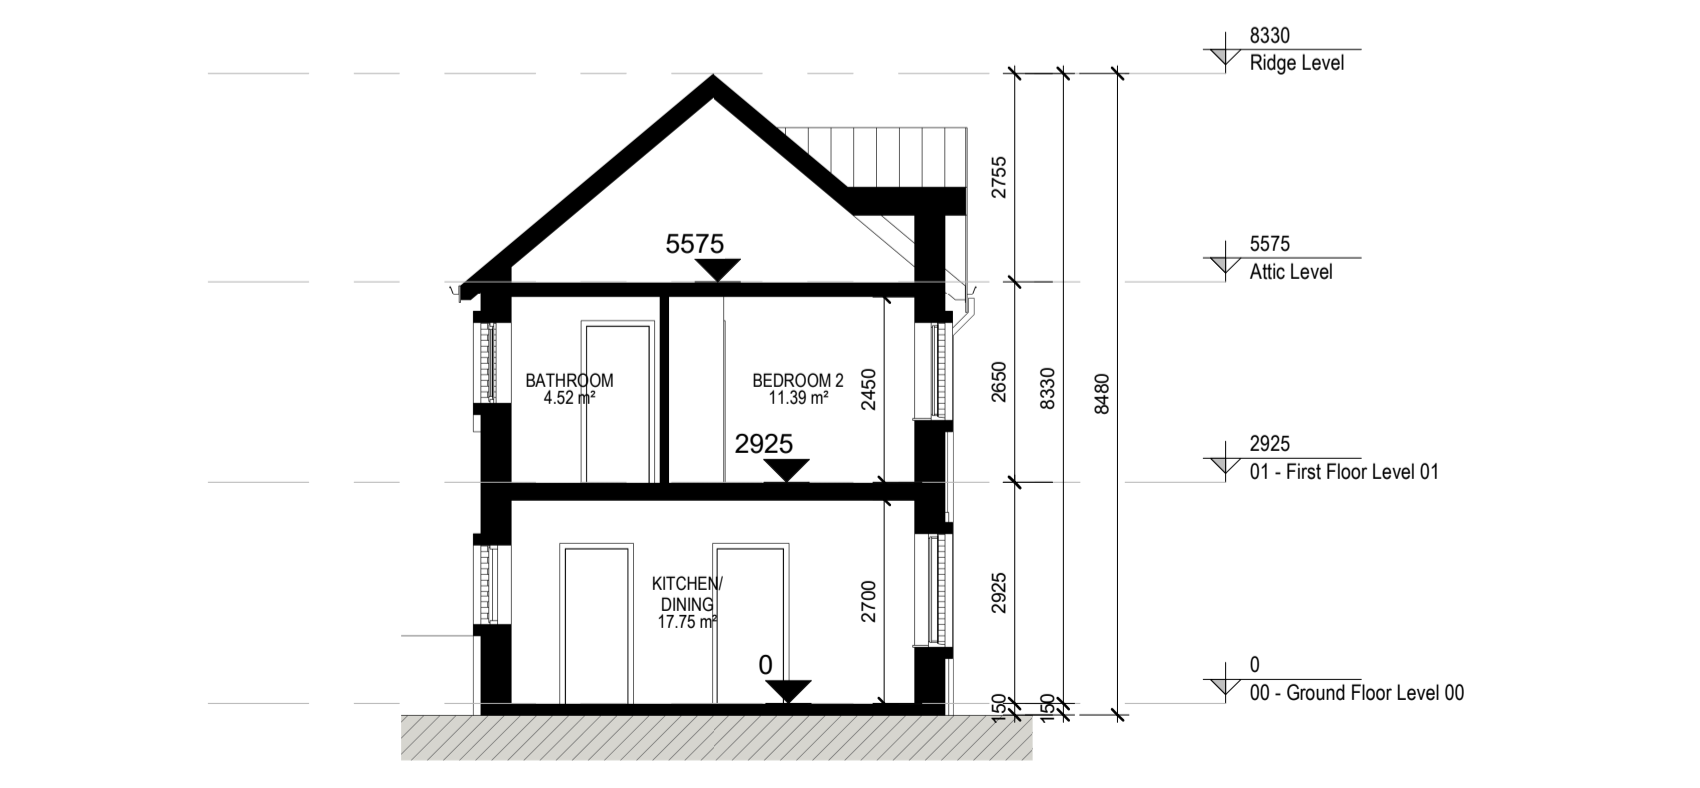 8330
Ridge Level
2755
5575
5575
Attic Level
BATHROOM
4.52 m²
BEDROOM 2
11.39 m²
2450
2650
8330
8480
2925
2925
01 - First Floor Level 01
KITCHEN/
DINING
17.75 m²
2700
2925
0
0
00 - Ground Floor Level 00
150
150